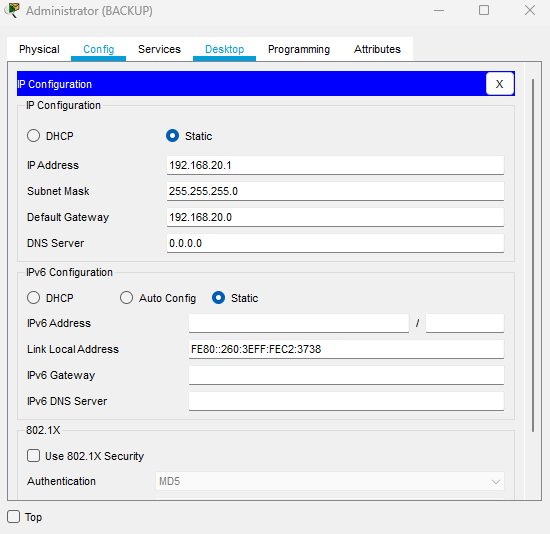 Administrator (BACKUP)
Physical Config Services Desktop Programming Attributes
IP Configuration X
IP Configuration
DHCP Static
IP Address 192.168.20.1
Subnet Mask 255.255.255.0
Default Gateway 192.168.20.0
DNS Server 0.0.0.0
IPv6 Configuration
DHCP Auto Config Static
IPv6 Address /
Link Local Address FE80::260:3EFF:FEC2:3738
IPv6 Gateway
IPv6 DNS Server
802.1X
Use 802.1X Security
Authentication MD5
Top